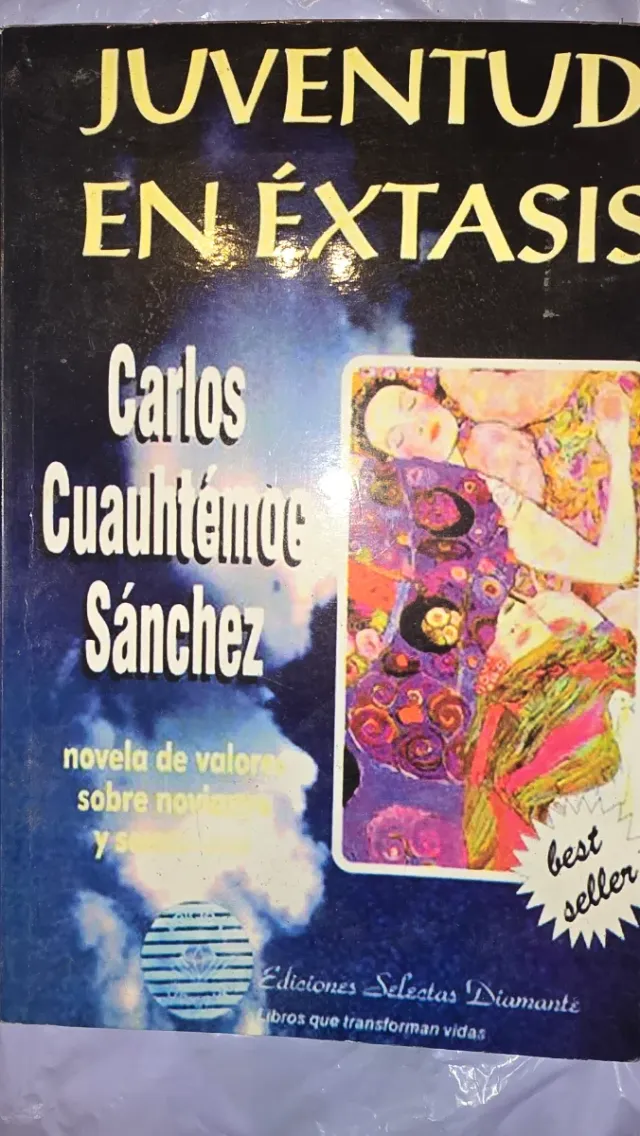 JUVENTUD
EN ÉXTASIS
Carlos
Cuauhtémoc
Sánchez
novela de valores
sobre noviazgo
y
best
seller
Ediciones Selectas Diamante
Libros que transforman vidas